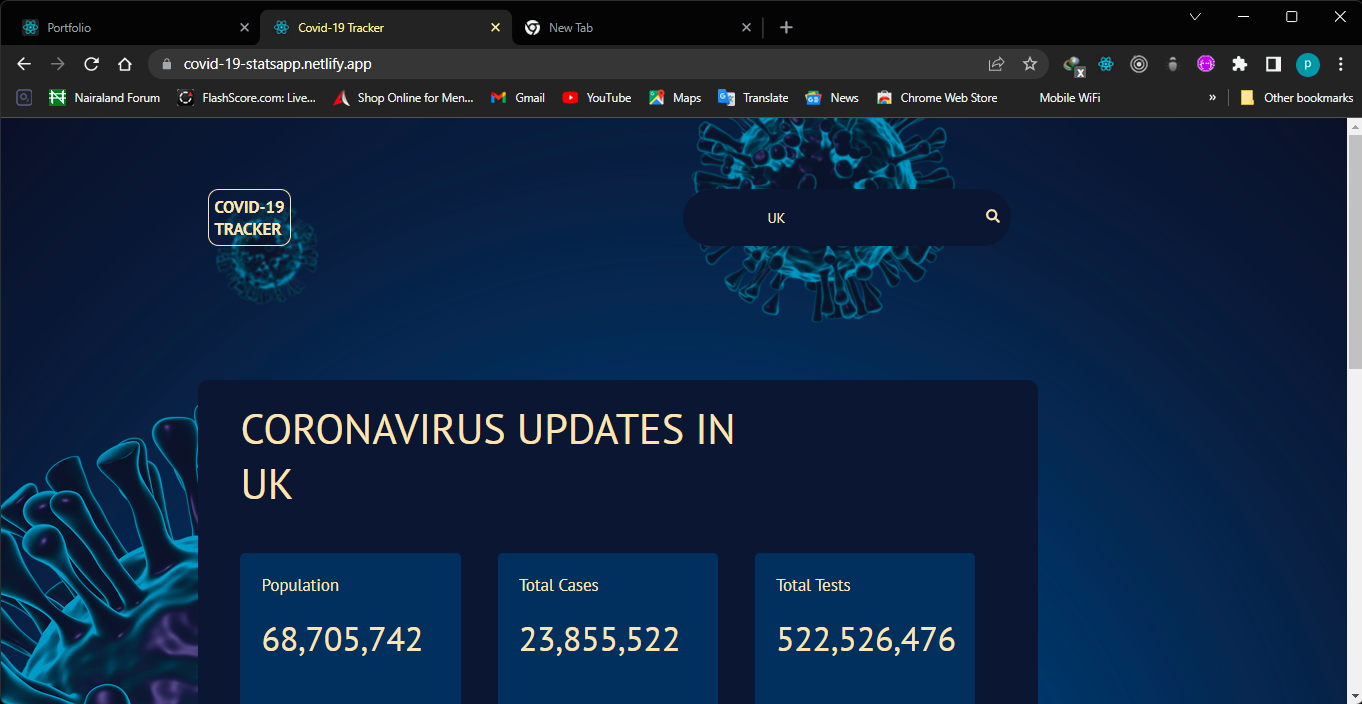 Portfolio
Covid-19 Tracker
New Tab
covid-19-statsapp.netlify.app
P
Nairaland Forum
FlashScore.com: Live...
Shop Online for Men...
Gmail
YouTube
Maps
Translate
News
Chrome Web Store
Mobile WiFi
»
Other bookmarks
COVID-19
TRACKER
UK
CORONAVIRUS UPDATES IN
UK
Population
Total Cases
Total Tests
68,705,742
23,855,522
522,526,476